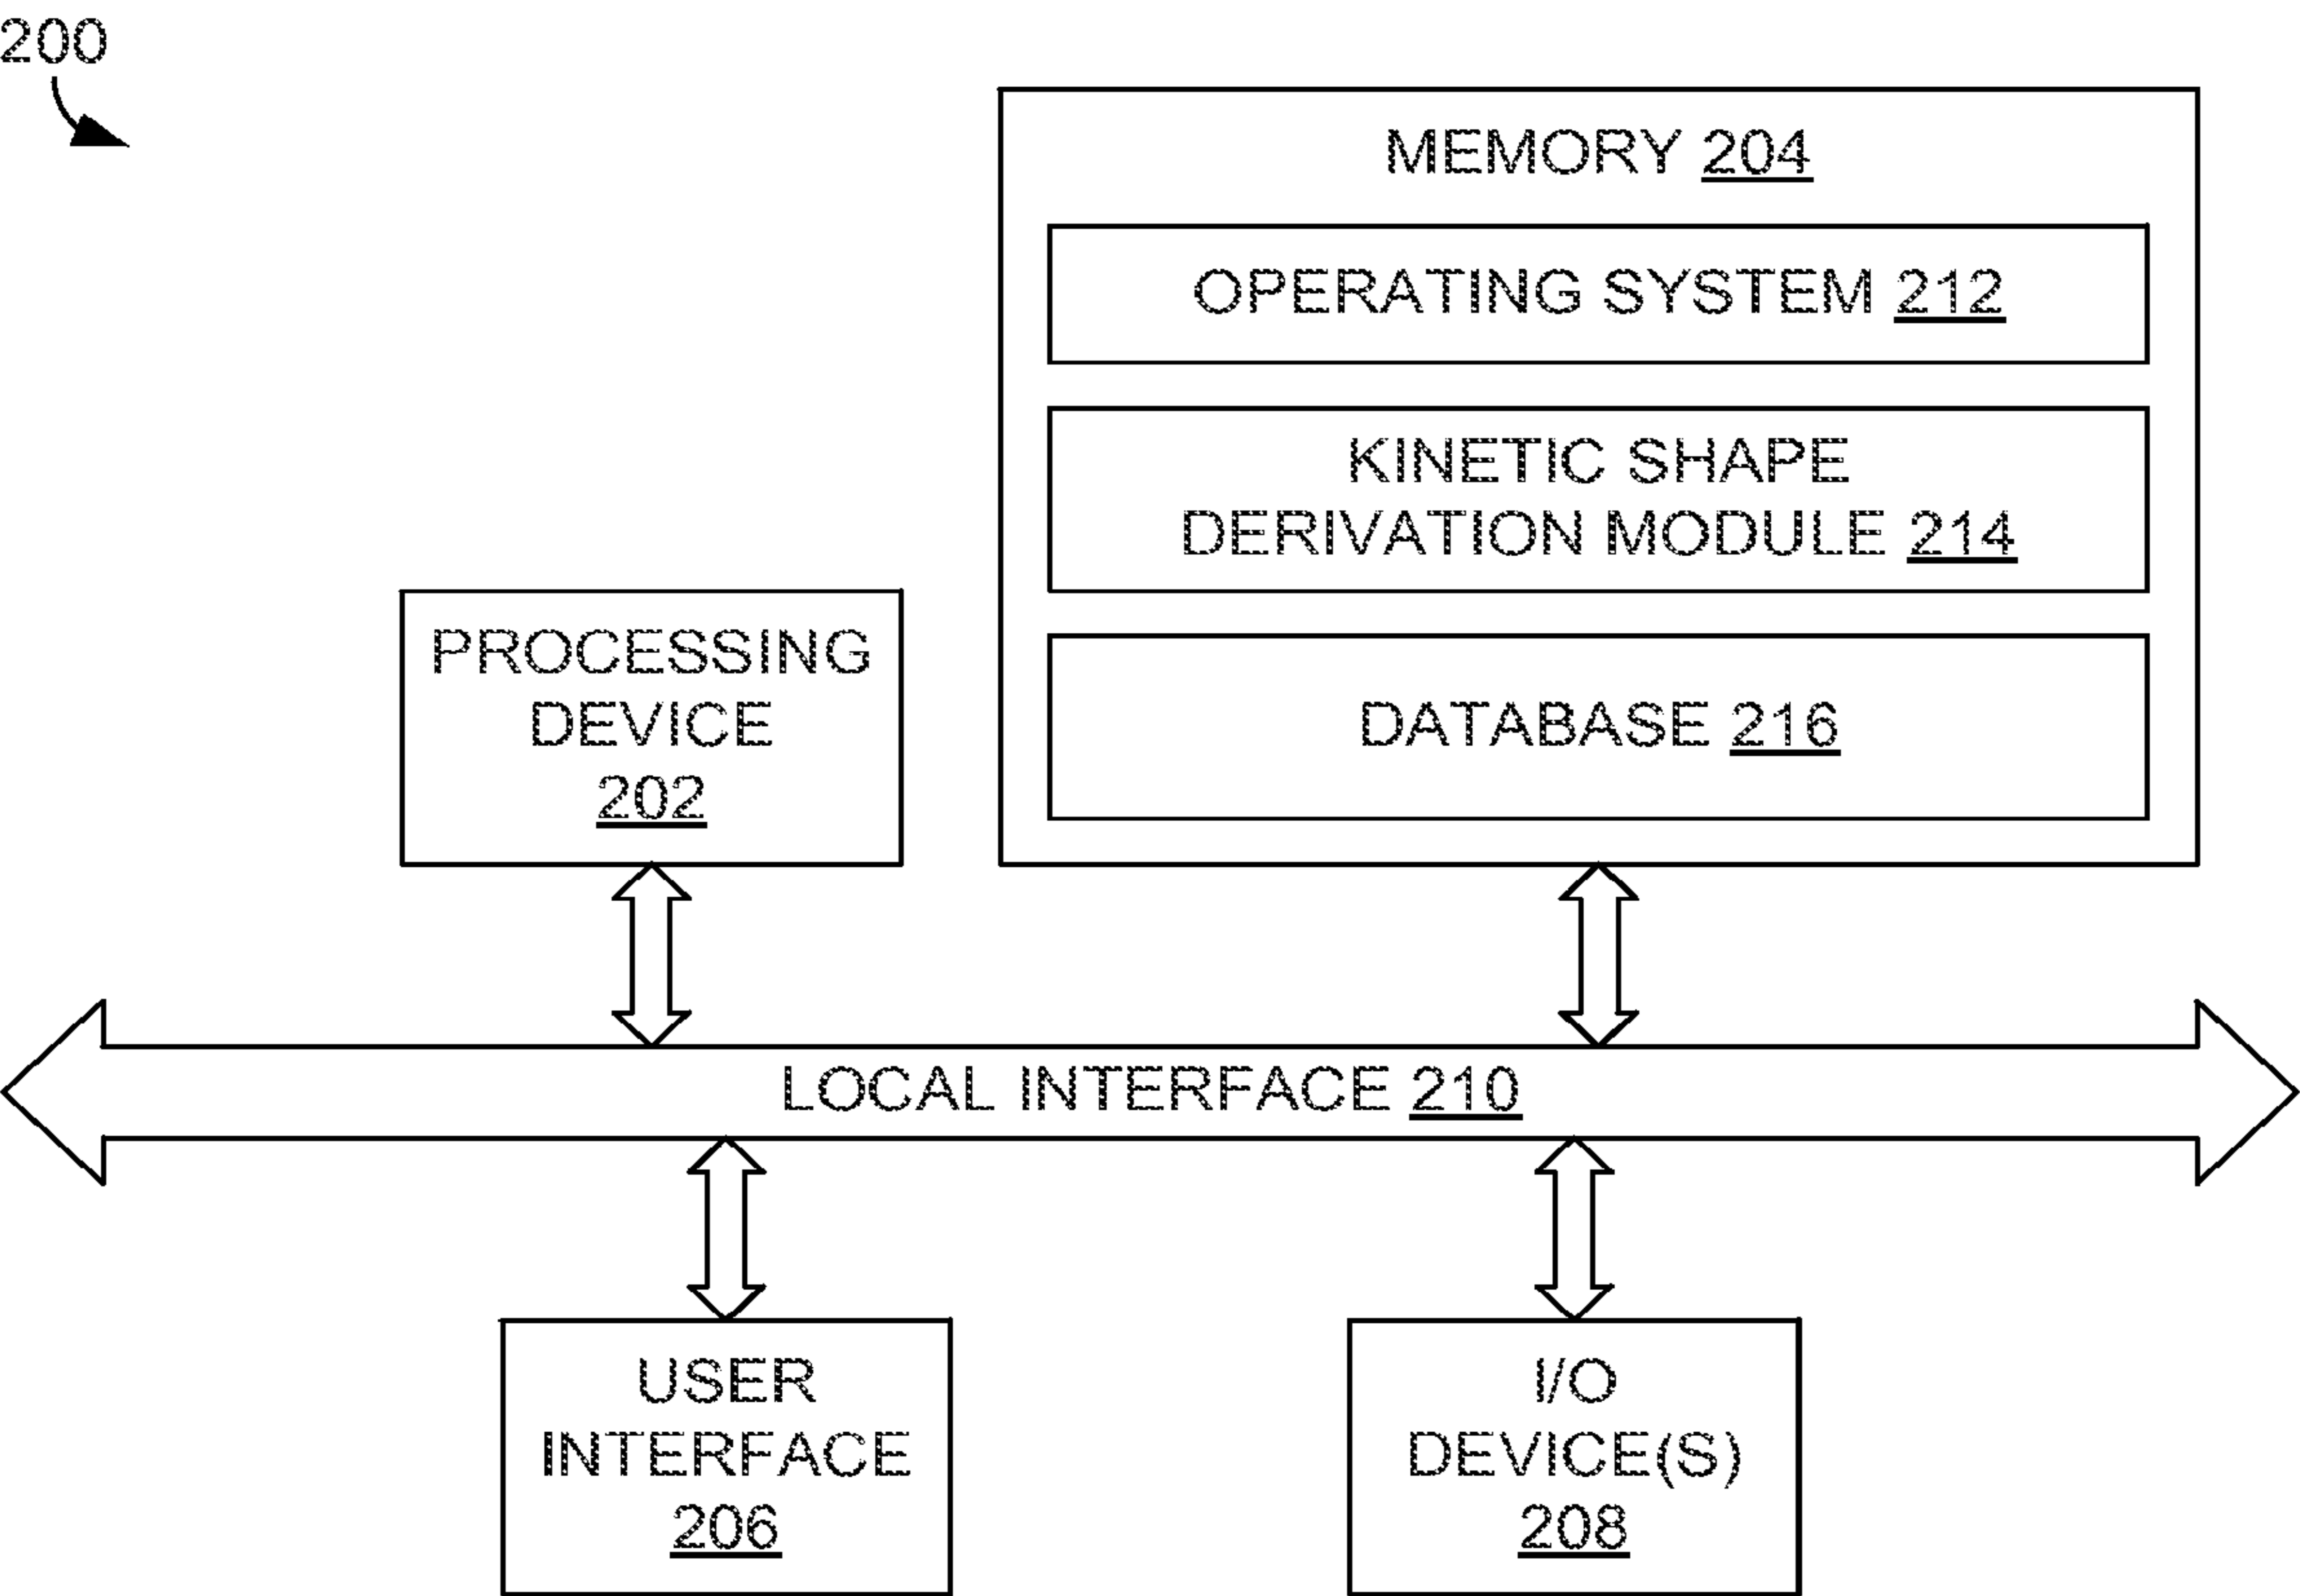 200
MEMORY 204
OPERATING SYSTEM 212
KINETIC SHAPE
DERIVATION MODULE 214
DATABASE 216
PROCESSING
DEVICE
202
LOCAL INTERFACE 210
USER
INTERFACE
206
I/O
DEVICE(S)
208